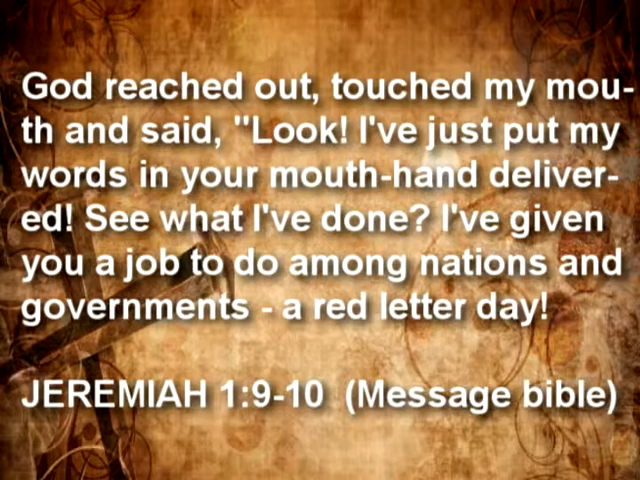 God reached out, touched my mou-
th and said, "Look! I've just put my
words in your mouth-hand deliver-
ed! See what I've done? I've given
you a job to do among nations and
governments - a red letter day!
JEREMIAH 1:9-10 (Message bible)